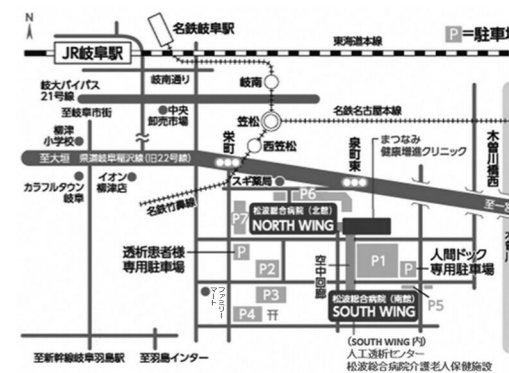 N
名鉄岐阜駅
JR岐阜駅
東海道本線
P=駐車場
岐南通り
岐大バイパス
21号線
岐南
至岐阜市街
中央
卸売市場
笠松
名鉄名古屋本線
柳津
小学校
栄町
西笠松
泉町東
まつなみ
健康増進クリニック
木曽川橋西
至大垣
県道岐阜稲沢線(旧22号線)
カラフルタウン
岐阜
イオン
柳津店
スギ薬局
名鉄竹鼻線
至一宮
P6
P7
松波総合病院(北館)
NORTH WING
透析患者様
専用駐車場
P
P2
空中回廊
P1
P
人間ドック
専用駐車場
ファミリーマート
P3
P4
松波総合病院(南館)
SOUTH WING
P5
(SOUTH WING 内)
人工透析センター
松波総合病院介護老人保健施設
至新幹線岐阜羽島駅
至羽島インター